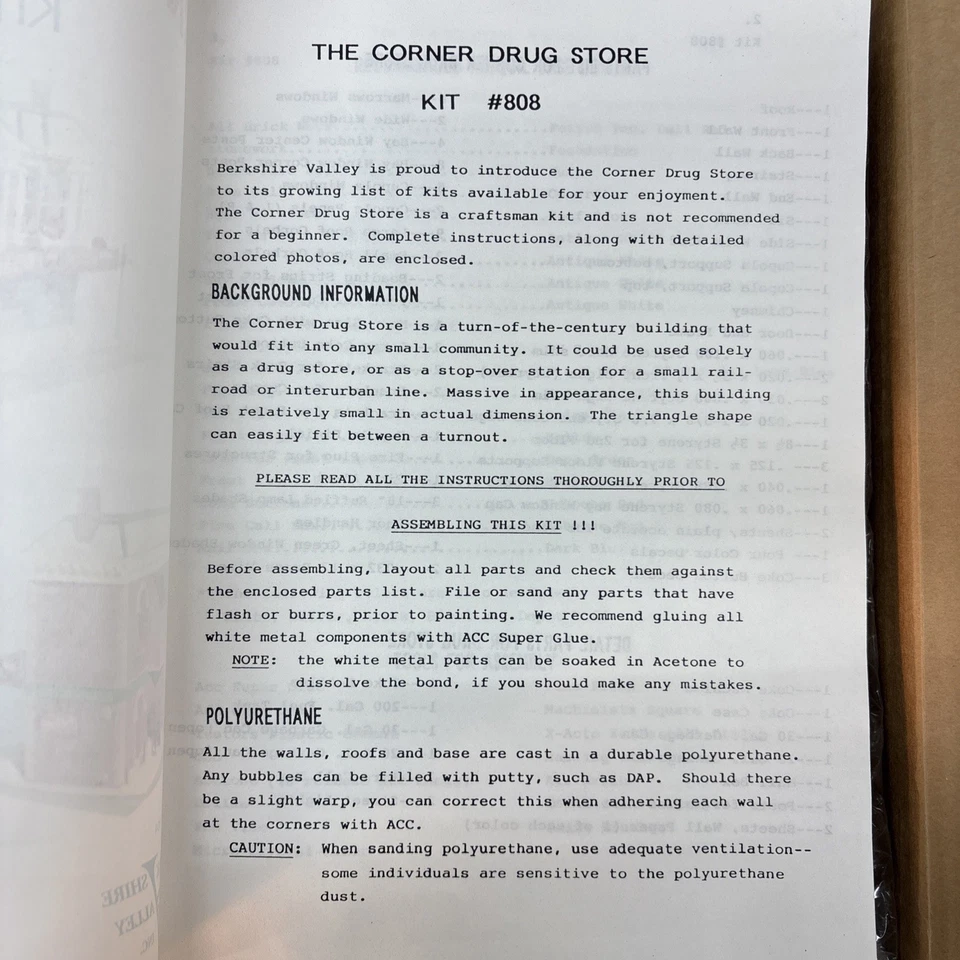 THE CORNER DRUG STORE
KIT #808
Berkshire Valley is proud to introduce the Corner Drug Store
to its growing list of kits available for your enjoyment.
The Corner Drug Store is a craftsman kit and is not recommended
for a beginner. Complete instructions, along with detailed
colored photos, are enclosed.
BACKGROUND INFORMATION
The Corner Drug Store is a turn-of-the-century building that
would fit into any small community. It could be used solely
as a drug store, or as a stop-over station for a small rail-
road or interurban line. Massive in appearance, this building
is relatively small in actual dimension. The triangle shape
can easily fit between a turnout.
PLEASE READ ALL THE INSTRUCTIONS THOROUGHLY PRIOR TO
ASSEMBLING THIS KIT !!!
Before assembling, layout all parts and check them against
the enclosed parts list. File or sand any parts that have
flash or burrs, prior to painting. We recommend gluing all
white metal components with ACC Super Glue.
NOTE: the white metal parts can be soaked in Acetone to
dissolve the bond, if you should make any mistakes.
POLYURETHANE
All the walls, roofs and base are cast in a durable polyurethane.
Any bubbles can be filled with putty, such as DAP. Should there
be a slight warp, you can correct this when adhering each wall
at the corners with ACC.
CAUTION: When sanding polyurethane, use adequate ventilation--
some individuals are sensitive to the polyurethane
dust.